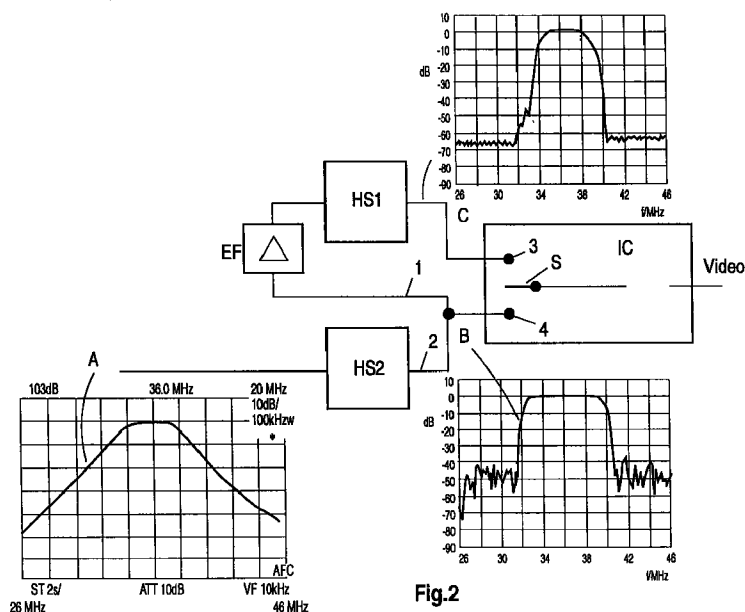 10
0
-10
-20
dB -30
-40
-50
-60
-70
-80
-90
26 30 34 38 42 46
f/MHz
HS1
C
EF
3
IC
S
Video
1
4
B
2
HS2
A
103dB 36.0 MHz 20 MHz
10dB/
100kHzw
*
AFC
ST 2s/ ATT 10dB VF 10kHz
26 MHz 46 MHz
10
0
-10
dB -20
-30
-40
-50
-60
-70
-80
-90
26 30 34 38 42 46
f/MHz
Fig.2